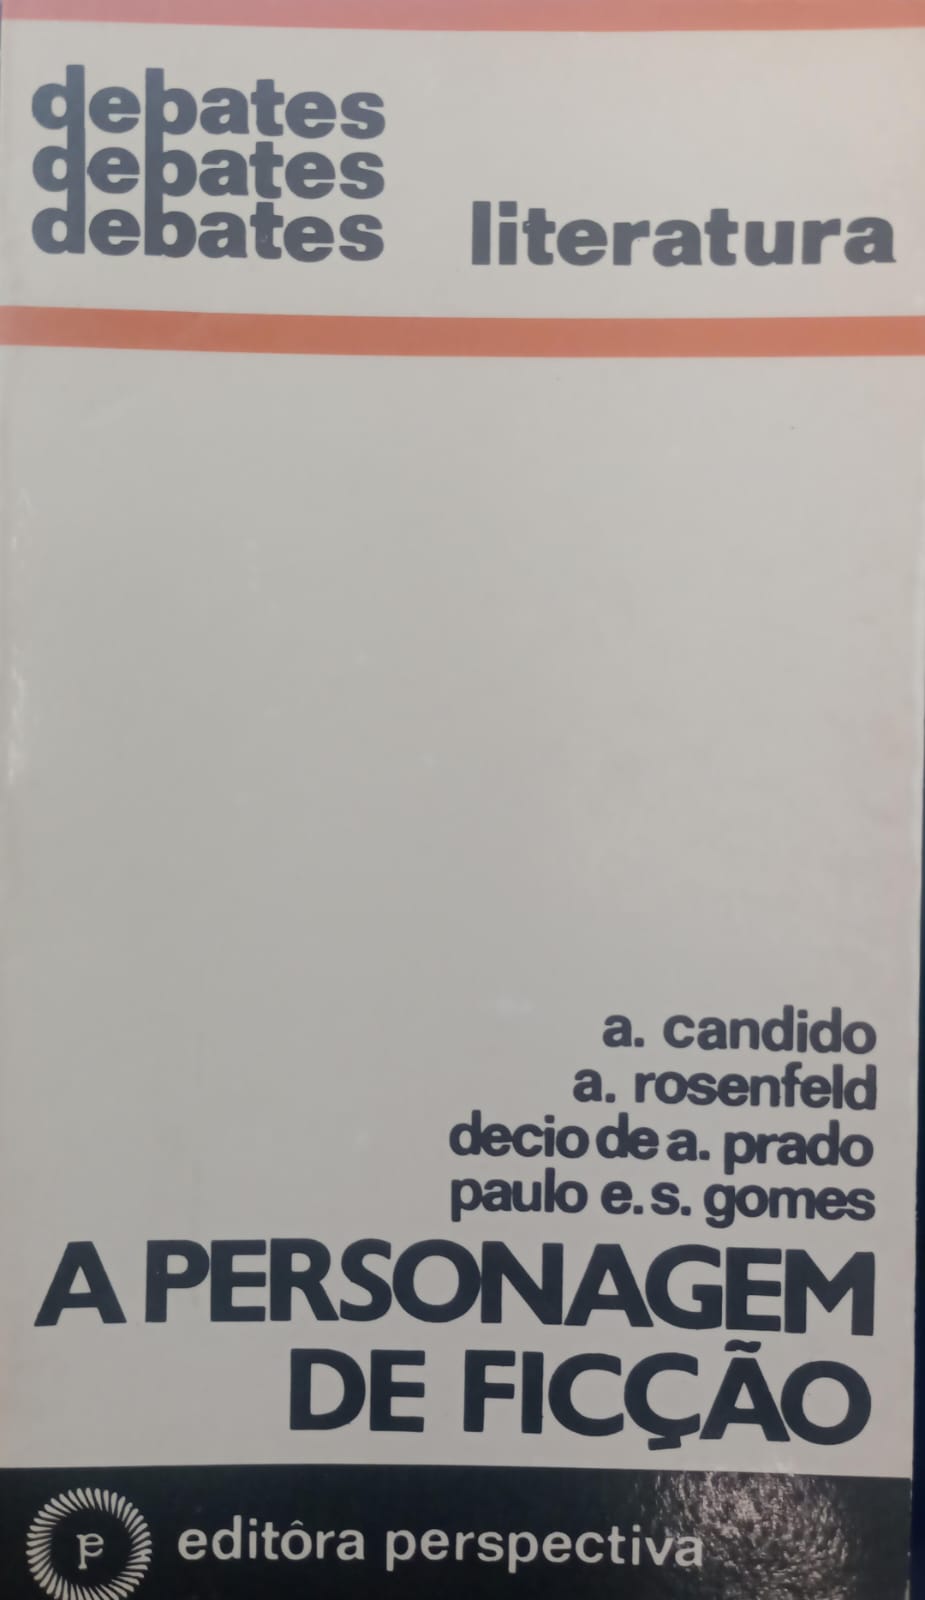 debates
debates
debates literatura
a. candido
a. rosenfeld
decio de a. prado
paulo e. s. gomes
A PERSONAGEM
DE FICÇÃO
p editôra perspectiva